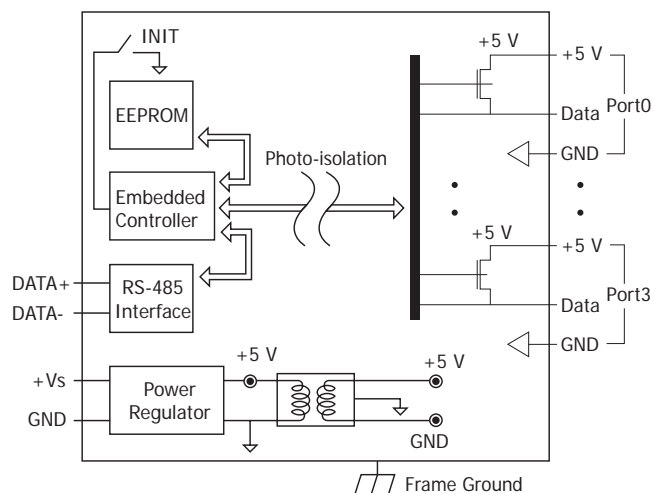 INIT
EEPROM
Embedded
Controller
RS-485
Interface
DATA+
DATA-
Photo-isolation
+5 V
+5 V
Data
Port0
GND
+5 V
+5 V
Data
Port3
GND
+Vs
GND
Power
Regulator
+5 V
+5 V
GND
Frame Ground